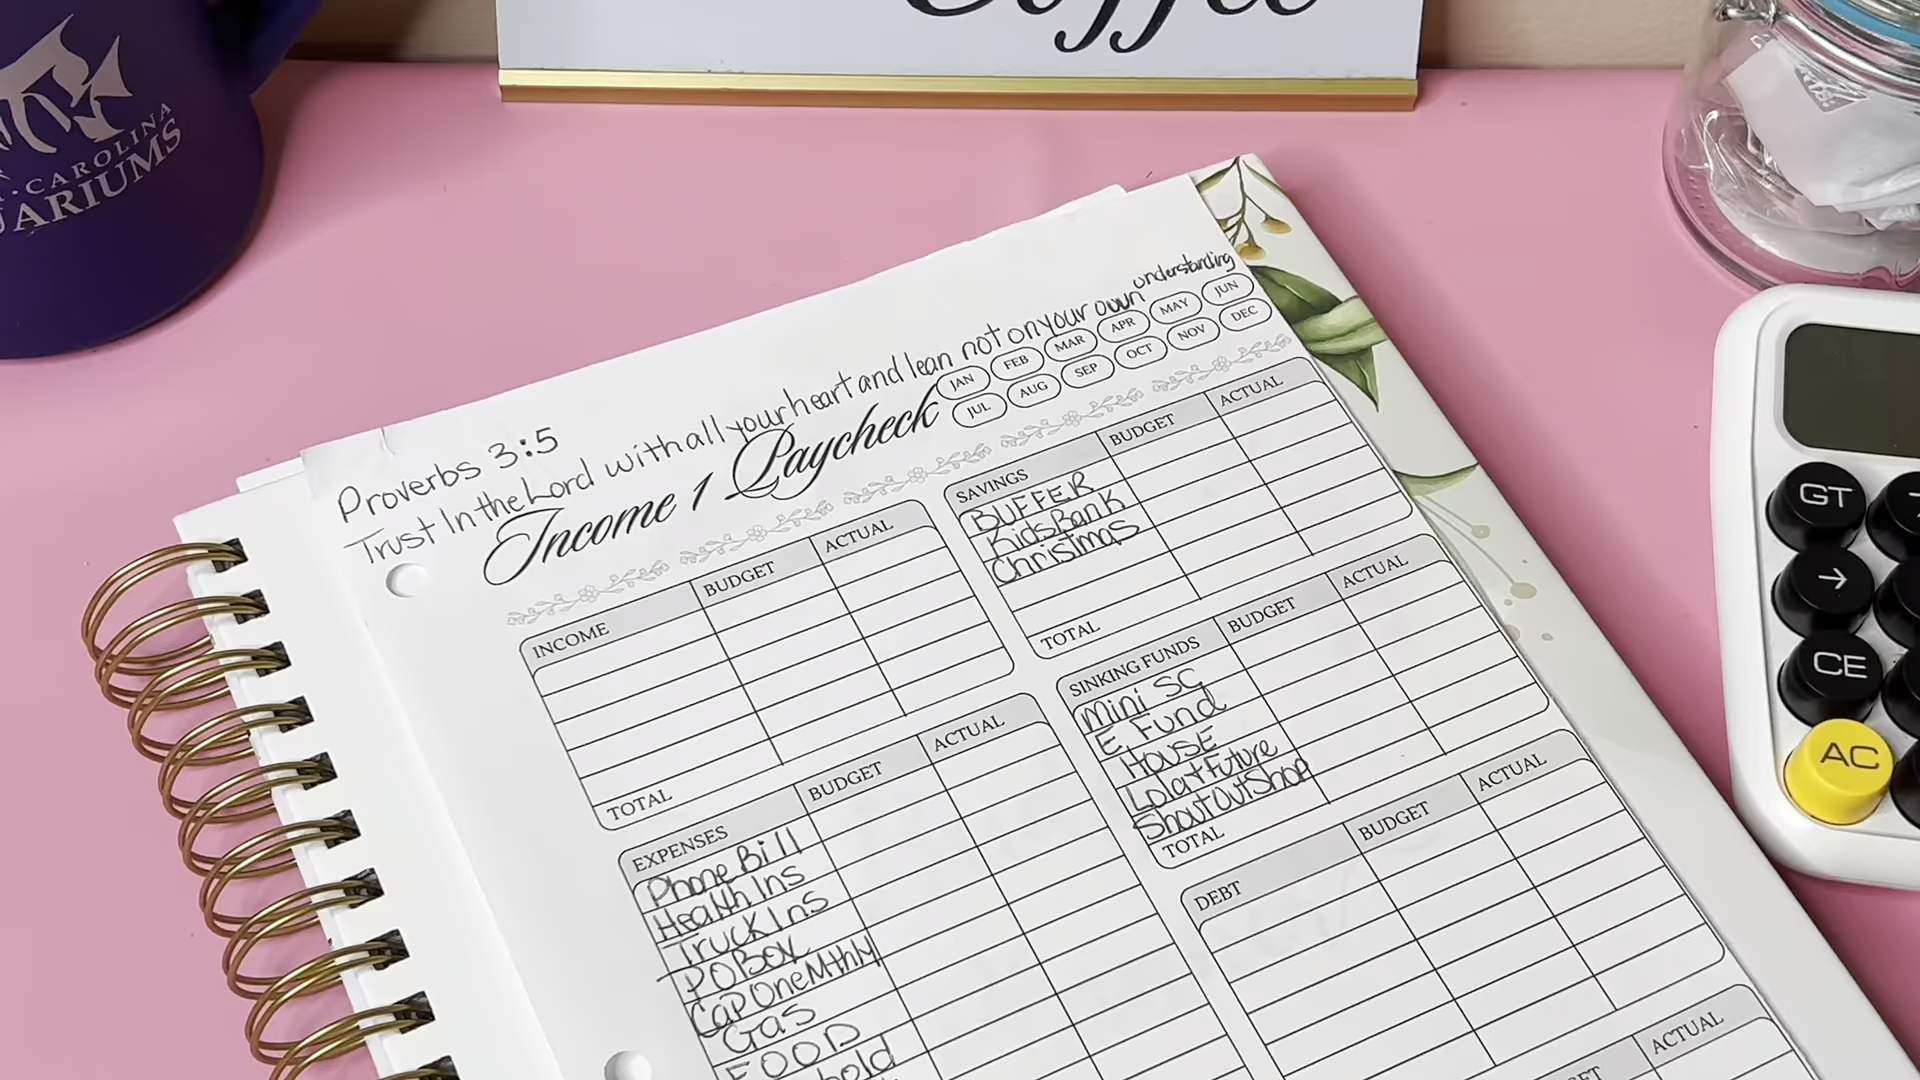 Coffee
CAROLINA
UARIUMS
Proverbs 3:5
Trust In the Lord with all your heart and lean not on your own understanding
Income 1 Paycheck
JAN FEB MAR APR MAY JUN
JUL AUG SEP OCT NOV DEC
INCOME BUDGET ACTUAL
TOTAL
EXPENSES BUDGET ACTUAL
Phone Bill
Health Ins
Truck Ins
PO Box
Cap One Mthly
Gas
FOOD
hold
SAVINGS BUDGET ACTUAL
BUFFER
Kids Bank
Christmas
TOTAL
SINKING FUNDS BUDGET ACTUAL
Mini SC
E Fund
HOUSE
Lola + Future
Shout Out Shop
TOTAL
DEBT BUDGET ACTUAL
ACTUAL
GT
→
CE
AC